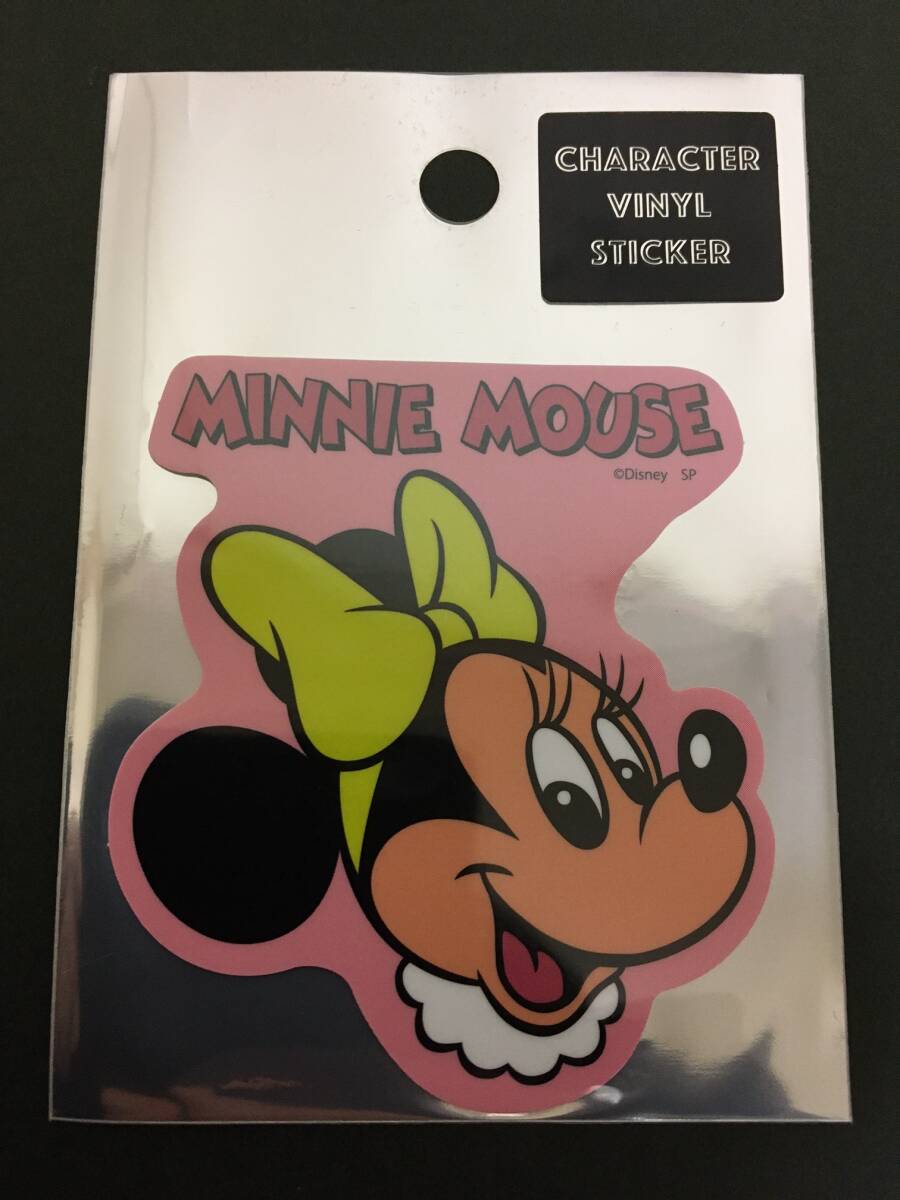 CHARACTER
VINYL
STICKER
MINNIE MOUSE
©Disney SP